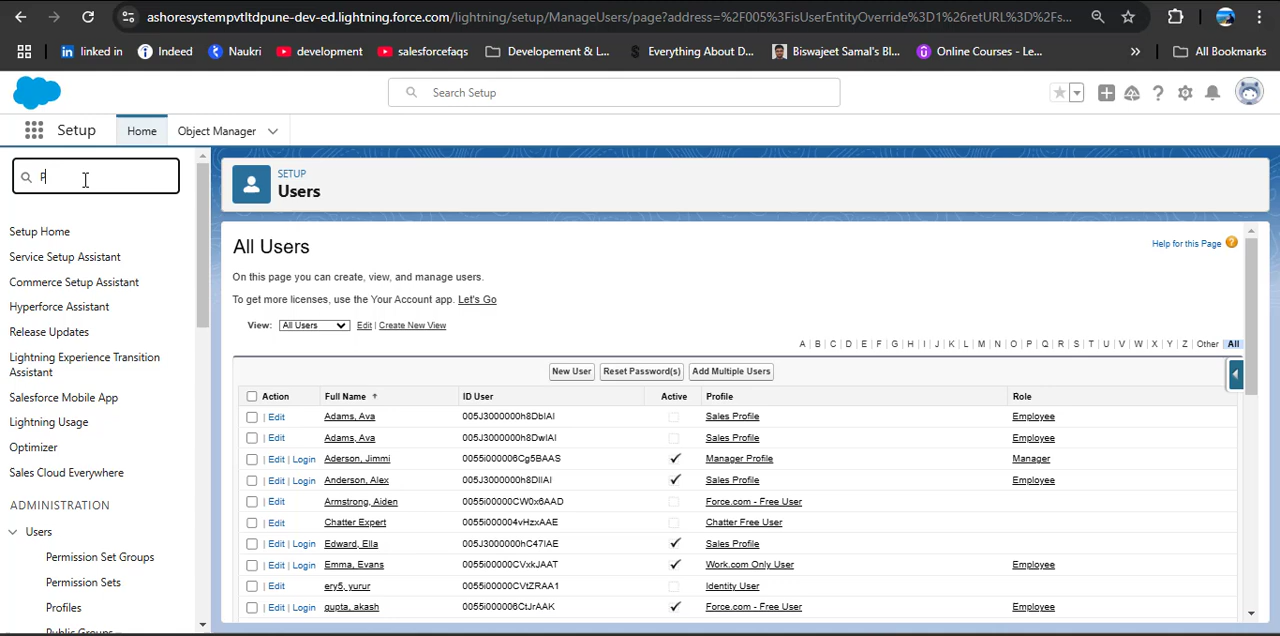 ashoresystempvtltdpune-dev-ed.lightning.force.com/lightning/setup/ManageUsers/page?address=%2F005%3FisUserEntityOverride%3D1%26retURL%3D%2Fs...
linked in
Indeed
Naukri
development
salesforcefaqs
Developement & L...
Everything About D...
Biswajeet Samal's Bl...
Online Courses - Le...
All Bookmarks
Search Setup
Setup
Home
Object Manager
F
SETUP
Users
Setup Home
Service Setup Assistant
Commerce Setup Assistant
Hyperforce Assistant
Release Updates
Lightning Experience Transition
Assistant
Salesforce Mobile App
Lightning Usage
Optimizer
Sales Cloud Everywhere
ADMINISTRATION
Users
Permission Set Groups
Permission Sets
Profiles
Public Groups
All Users
Help for this Page
On this page you can create, view, and manage users.
To get more licenses, use the Your Account app. Let's Go
View: All Users Edit | Create New View
A | B | C | D | E | F | G | H | I | J | K | L | M | N | O | P | Q | R | S | T | U | V | W | X | Y | Z | Other All
New User Reset Password(s) Add Multiple Users
Action Full Name ID User Active Profile Role
| Edit Adams, Ava 005J3000000h8DbIAI Sales Profile Employee
| Edit Adams, Ava 005J3000000h8DwIAI Sales Profile Employee
| Edit | Login Aderson, Jimmi 0055i000006Cg5BAAS Manager Profile Manager
| Edit | Login Anderson, Alex 005J3000000h8DlIAI Sales Profile Employee
| Edit Armstrong, Aiden 0055i00000CW0x6AAD Force.com - Free User
| Edit Chatter Expert 0055i000004vHzxAAE Chatter Free User
| Edit | Login Edward, Ella 005J3000000hC47IAE Sales Profile
| Edit | Login Emma, Evans 0055i00000CVxkJAAT Work.com Only User Employee
| Edit ery5, yurur 0055i00000CVtZRAA1 Identity User
| Edit | Login gupta, akash 0055i000006CtJrAAK Force.com - Free User Employee